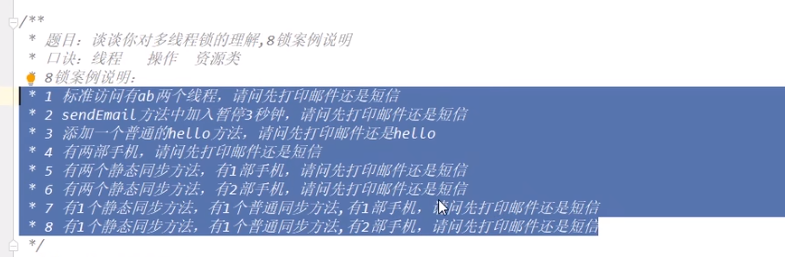 /**
* 题目：谈谈你对多线程锁的理解,8锁案例说明
* 口诀：线程 操作 资源类
* 8锁案例说明：
* 1 标准访问有ab两个线程，请问先打印邮件还是短信
* 2 sendEmail方法中加入暂停3秒钟，请问先打印邮件还是短信
* 3 添加一个普通的hello方法，请问先打印邮件还是hello
* 4 有两部手机，请问先打印邮件还是短信
* 5 有两个静态同步方法，有1部手机，请问先打印邮件还是短信
* 6 有两个静态同步方法，有2部手机，请问先打印邮件还是短信
* 7 有1个静态同步方法，有1个普通同步方法,有1部手机，请问先打印邮件还是短信
* 8 有1个静态同步方法，有1个普通同步方法,有2部手机，请问先打印邮件还是短信
*/